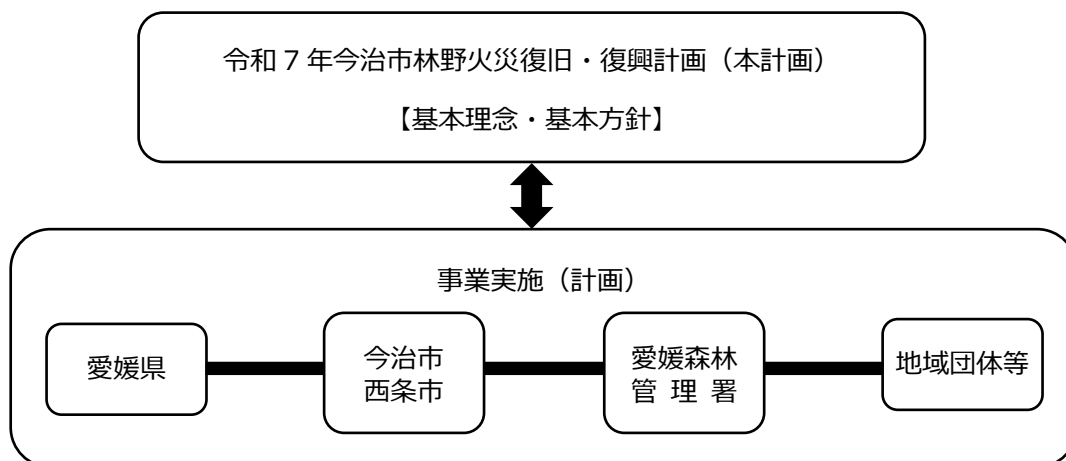 令和7年今治市林野火災復旧・復興計画（本計画）
【基本理念・基本方針】
事業実施（計画）
愛媛県
今治市
西条市
愛媛森林
管 理 署
地域団体等